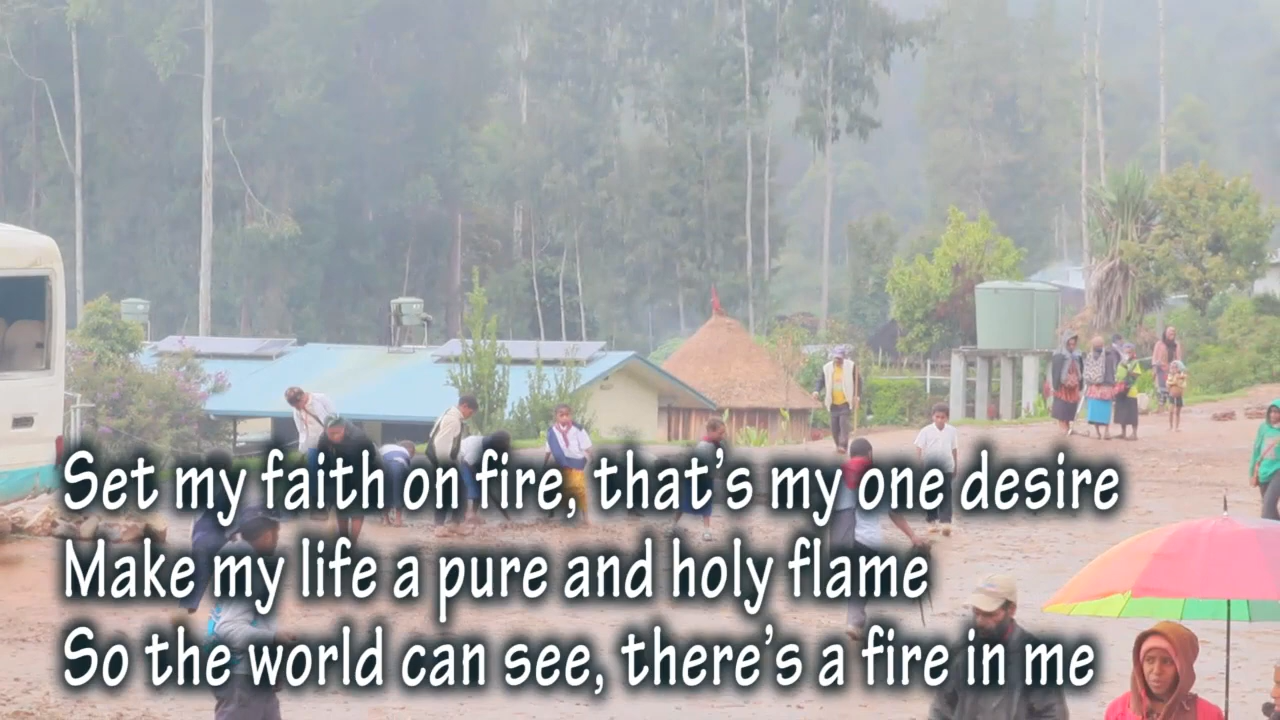 Set my faith on fire, that's my one desire
Make my life a pure and holy flame
So the world can see, there's a fire in me